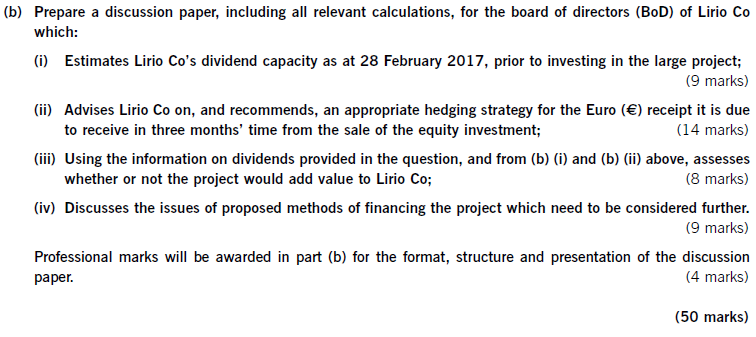 (b) Prepare a discussion paper, including all relevant calculations, for the board of directors (BoD) of Lirio Co
which:
(i) Estimates Lirio Co's dividend capacity as at 28 February 2017, prior to investing in the large project;
(9 marks)
(ii) Advises Lirio Co on, and recommends, an appropriate hedging strategy for the Euro (€) receipt it is due
to receive in three months' time from the sale of the equity investment; (14 marks)
(iii) Using the information on dividends provided in the question, and from (b) (i) and (b) (ii) above, assesses
whether or not the project would add value to Lirio Co; (8 marks)
(iv) Discusses the issues of proposed methods of financing the project which need to be considered further.
(9 marks)
Professional marks will be awarded in part (b) for the format, structure and presentation of the discussion
paper. (4 marks)
(50 marks)